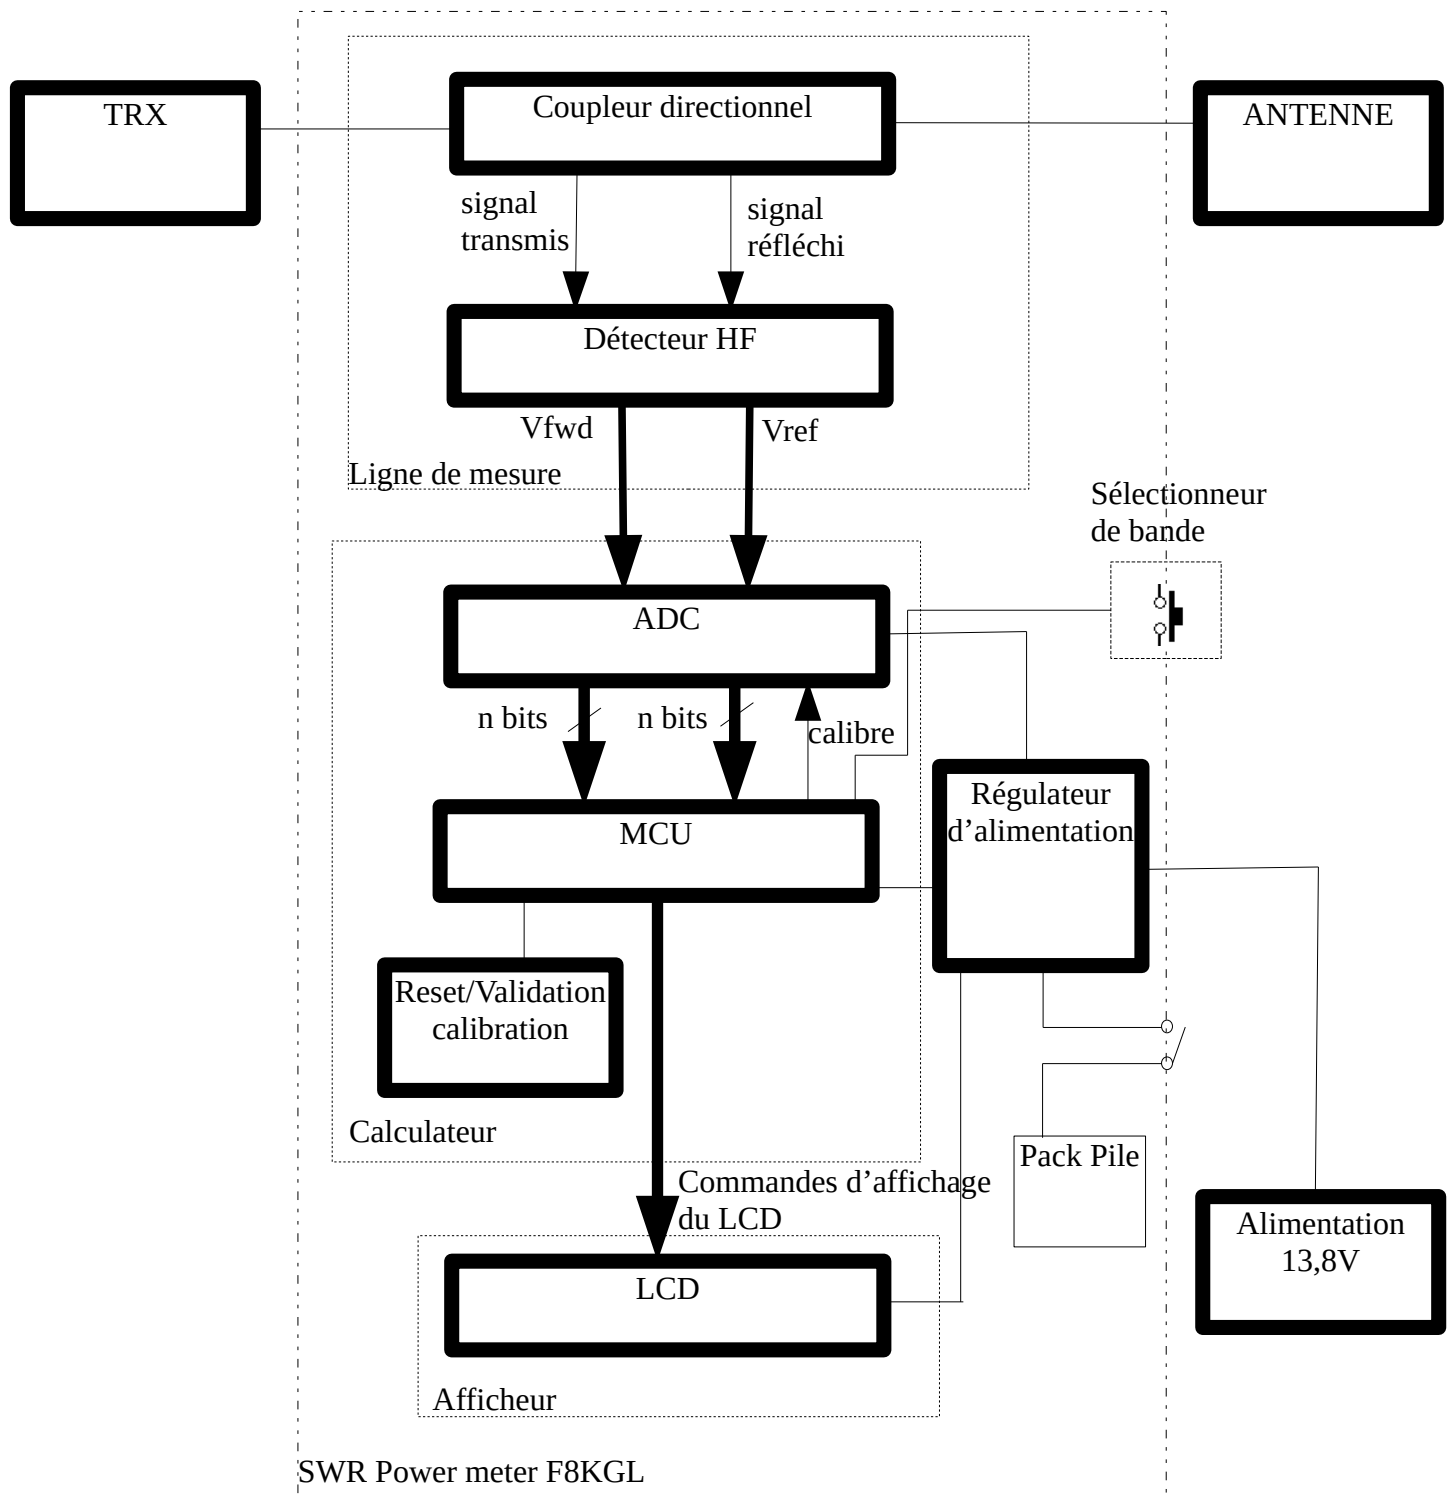 TRX
Coupleur directionnel
ANTENNE
signal
transmis
signal
réfléchi
Détecteur HF
Vfwd
Vref
Ligne de mesure
Sélectionneur
de bande
ADC
n bits
n bits
calibre
MCU
Régulateur
d’alimentation
Reset/Validation
calibration
Calculateur
Pack Pile
Commandes d’affichage
du LCD
Alimentation
13,8V
LCD
Afficheur
SWR Power meter F8KGL